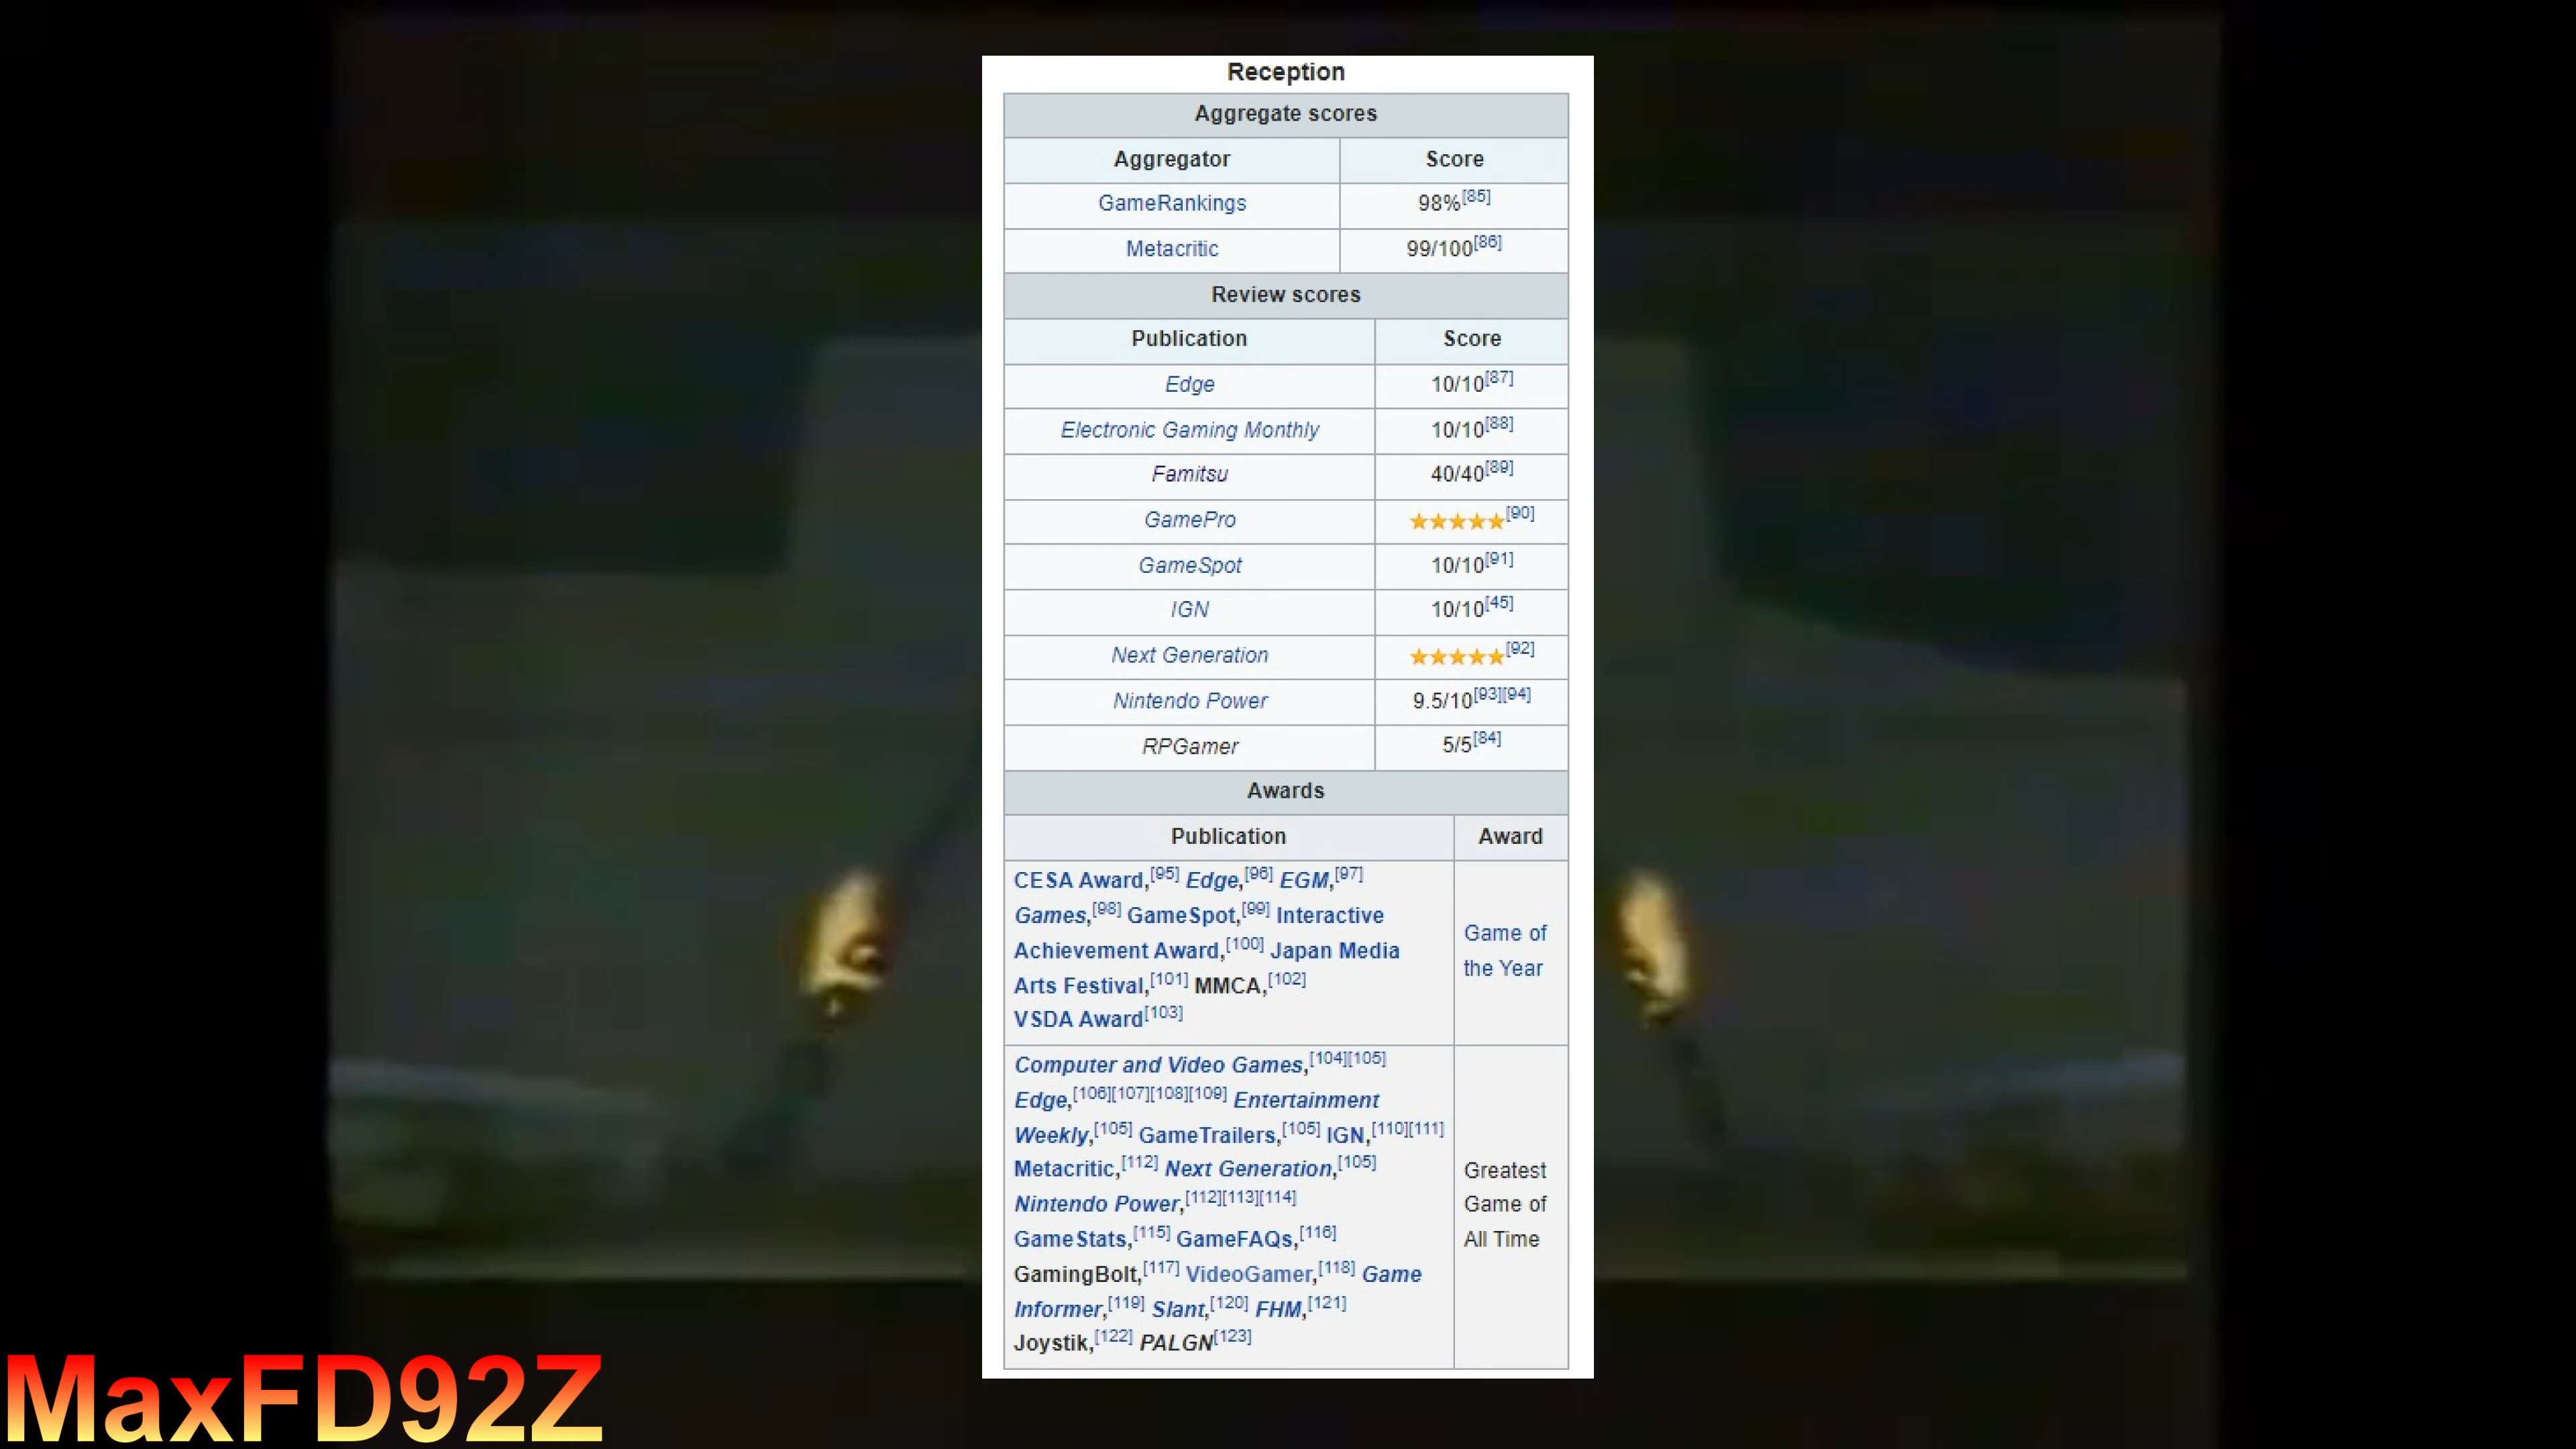 Reception
Aggregate scores
Aggregator Score
GameRankings 98%[85]
Metacritic 99/100[86]
Review scores
Publication Score
Edge 10/10[87]
Electronic Gaming Monthly 10/10[88]
Famitsu 40/40[89]
GamePro ★★★★★[90]
GameSpot 10/10[91]
IGN 10/10[45]
Next Generation ★★★★★[92]
Nintendo Power 9.5/10[93][94]
RPGamer 5/5[84]
Awards
Publication Award
CESA Award,[95] Edge,[96] EGM,[97]
Games,[98] GameSpot,[99] Interactive
Achievement Award,[100] Japan Media
Arts Festival,[101] MMCA,[102]
VSDA Award[103]
Game of
the Year
Computer and Video Games,[104][105]
Edge,[106][107][108][109] Entertainment
Weekly,[105] GameTrailers,[105] IGN,[110][111]
Metacritic,[112] Next Generation,[105]
Nintendo Power,[112][113][114]
GameStats,[115] GameFAQs,[116]
GamingBolt,[117] VideoGamer,[118] Game
Informer,[119] Slant,[120] FHM,[121]
Joystik,[122] PALGN[123]
Greatest
Game of
All Time
MaxFD92Z